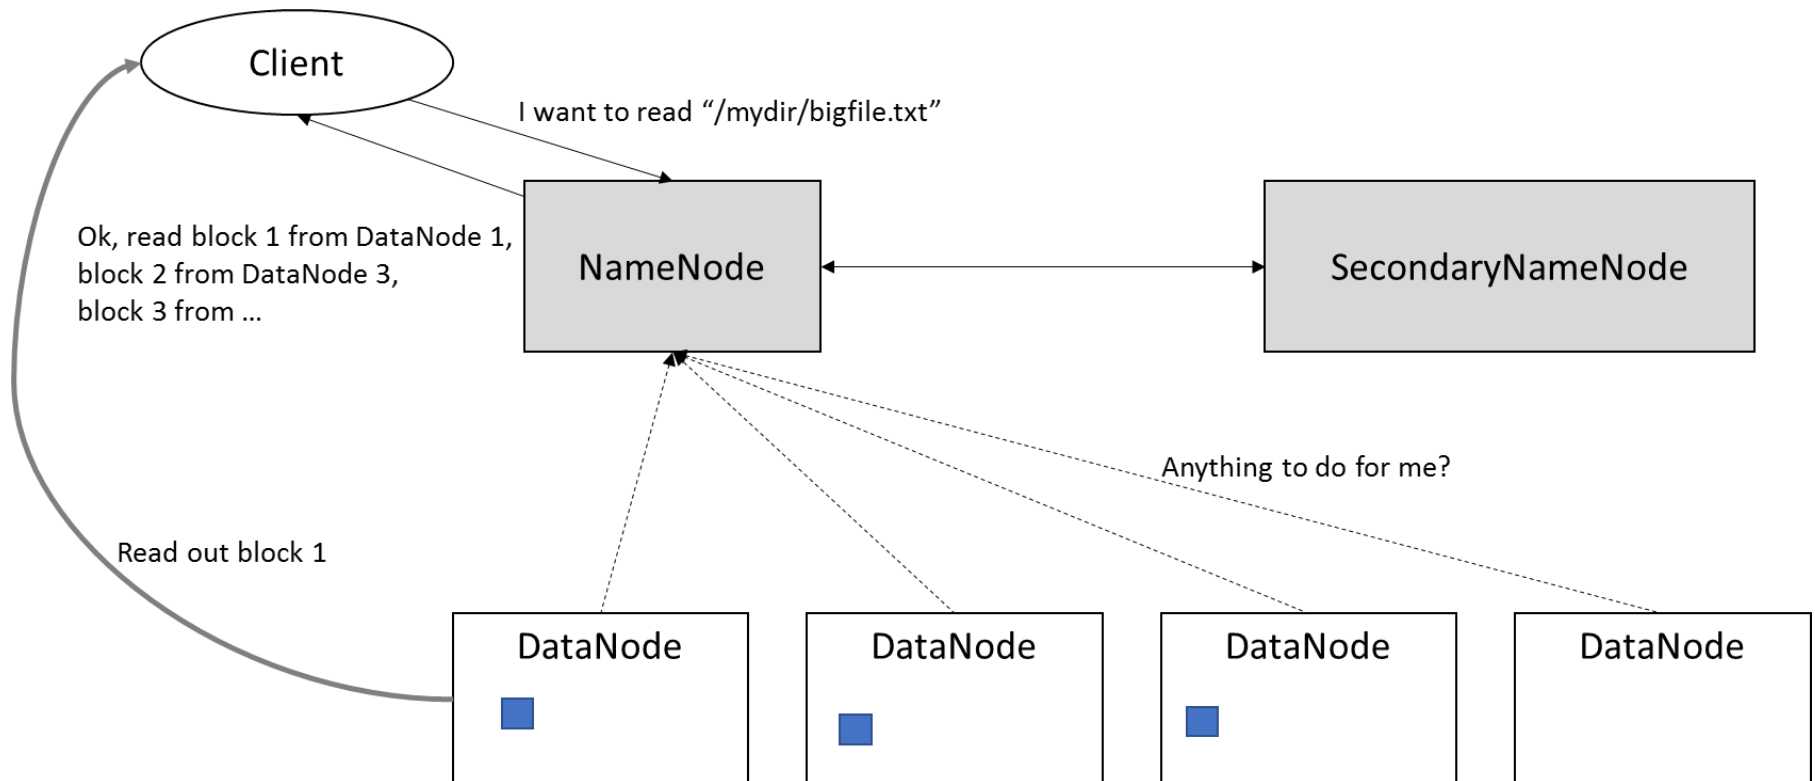 Client
I want to read “/mydir/bigfile.txt”
Ok, read block 1 from DataNode 1,
block 2 from DataNode 3,
block 3 from ...
NameNode
SecondaryNameNode
Anything to do for me?
Read out block 1
DataNode
DataNode
DataNode
DataNode